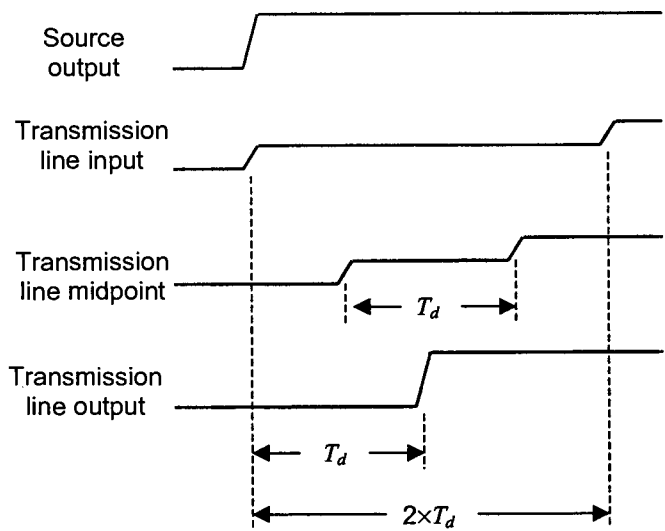 Source
output
Transmission
line input
Transmission
line midpoint
T_d
Transmission
line output
T_d
2×T_d